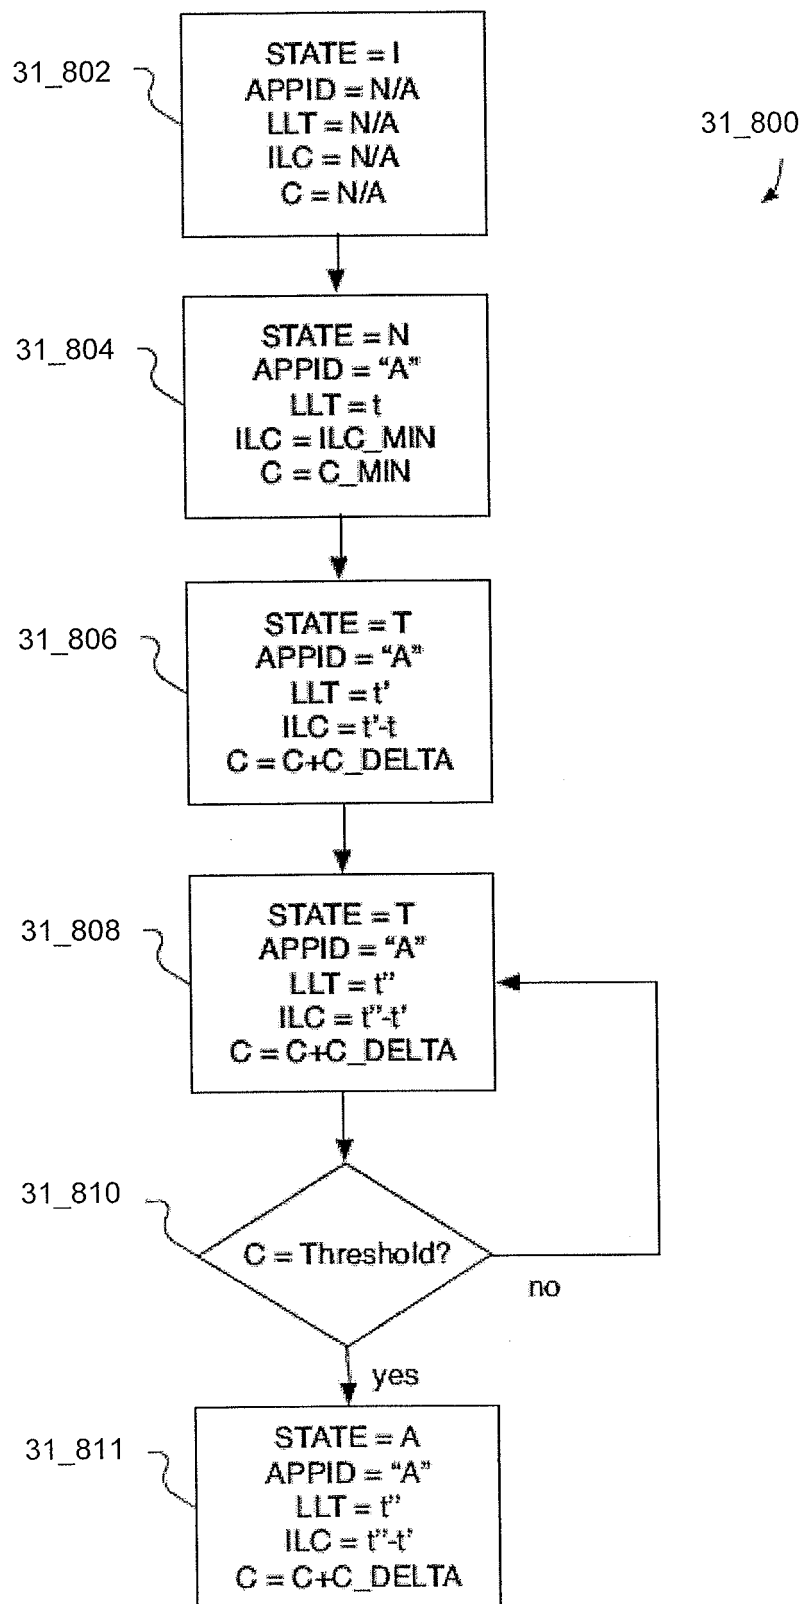 31_800
31_802
STATE = I
APPID = N/A
LLT = N/A
ILC = N/A
C = N/A
31_804
STATE = N
APPID = “A”
LLT = t
ILC = ILC_MIN
C = C_MIN
31_806
STATE = T
APPID = “A”
LLT = t’
ILC = t’-t
C = C+C_DELTA
31_808
STATE = T
APPID = “A”
LLT = t”
ILC = t”-t’
C = C+C_DELTA
31_810
C = Threshold?
no
yes
31_811
STATE = A
APPID = “A”
LLT = t”
ILC = t”-t’
C = C+C_DELTA